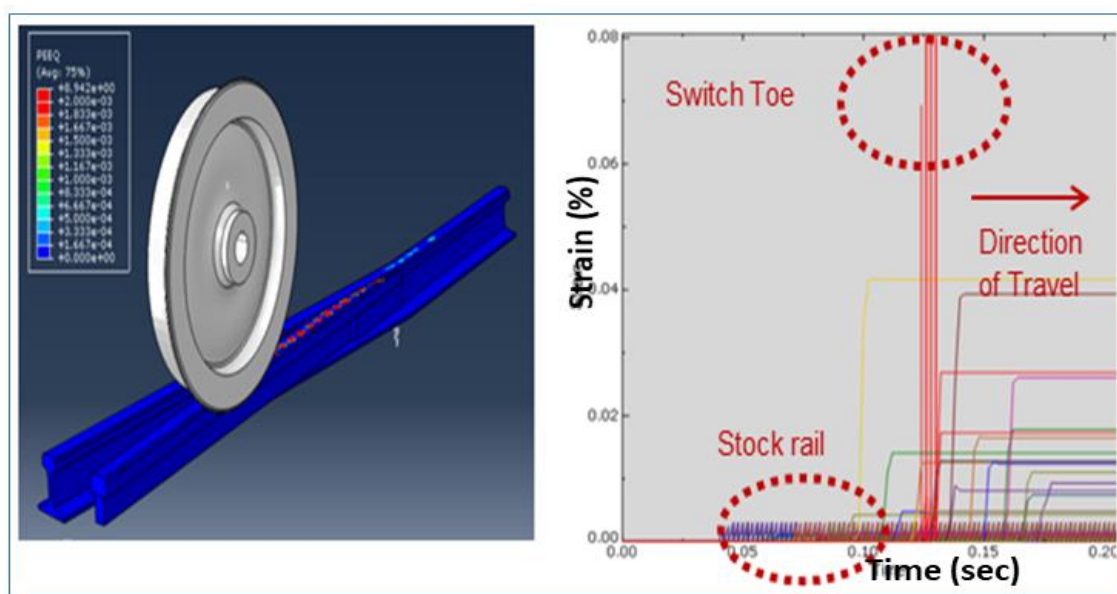 PEEQ
(Avg: 75%)
+8.942e+00
+2.000e-03
+1.833e-03
+1.667e-03
+1.500e-03
+1.333e-03
+1.167e-03
+1.000e-03
+8.333e-04
+6.667e-04
+5.000e-04
+3.333e-04
+1.667e-04
+0.000e+00
0.08
0.06
0.04
0.02
0.00
Strain (%)
Switch Toe
Direction
of Travel
Stock rail
0.00
0.05
0.10
0.15
0.20
Time (sec)